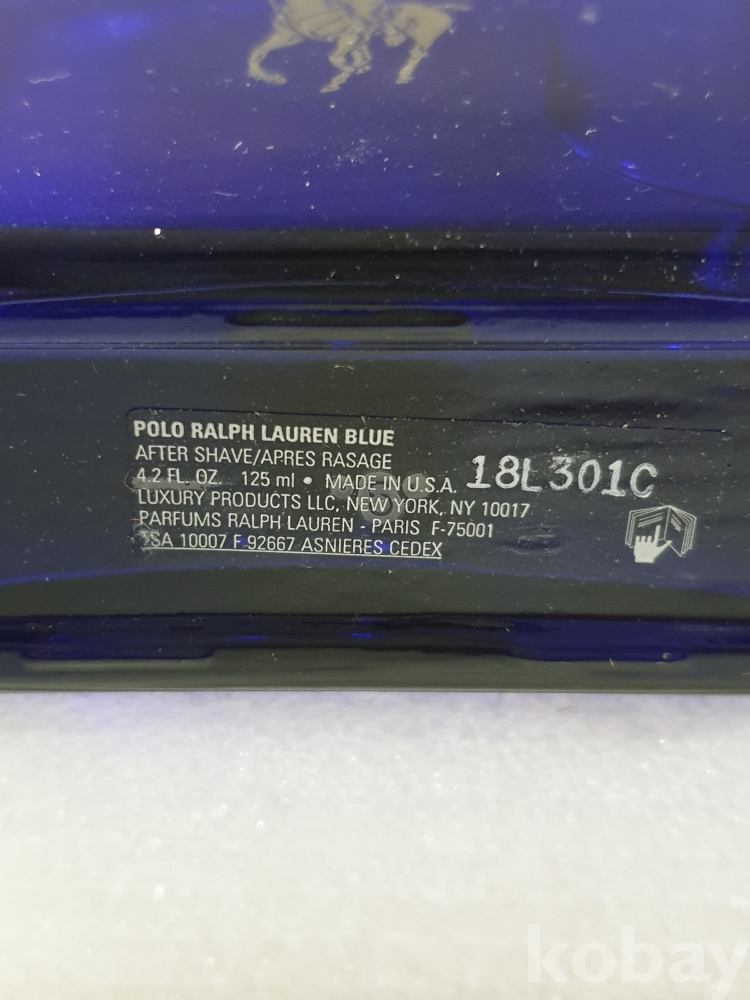 POLO RALPH LAUREN BLUE
AFTER SHAVE/APRES RASAGE
4.2 FL. OZ. 125 ml • MADE IN U.S.A. 18L301C
LUXURY PRODUCTS LLC, NEW YORK, NY 10017
PARFUMS RALPH LAUREN - PARIS F-75001
TSA 10007 F-92667 ASNIERES CEDEX
kobay